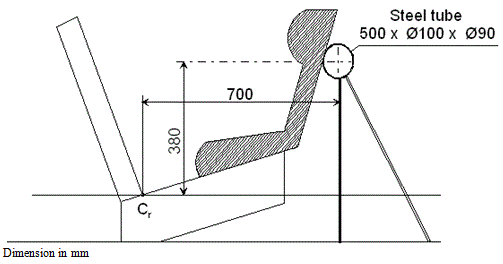 Steel tube
500 x Ø100 x Ø90
700
380
Cr
Dimension in mm